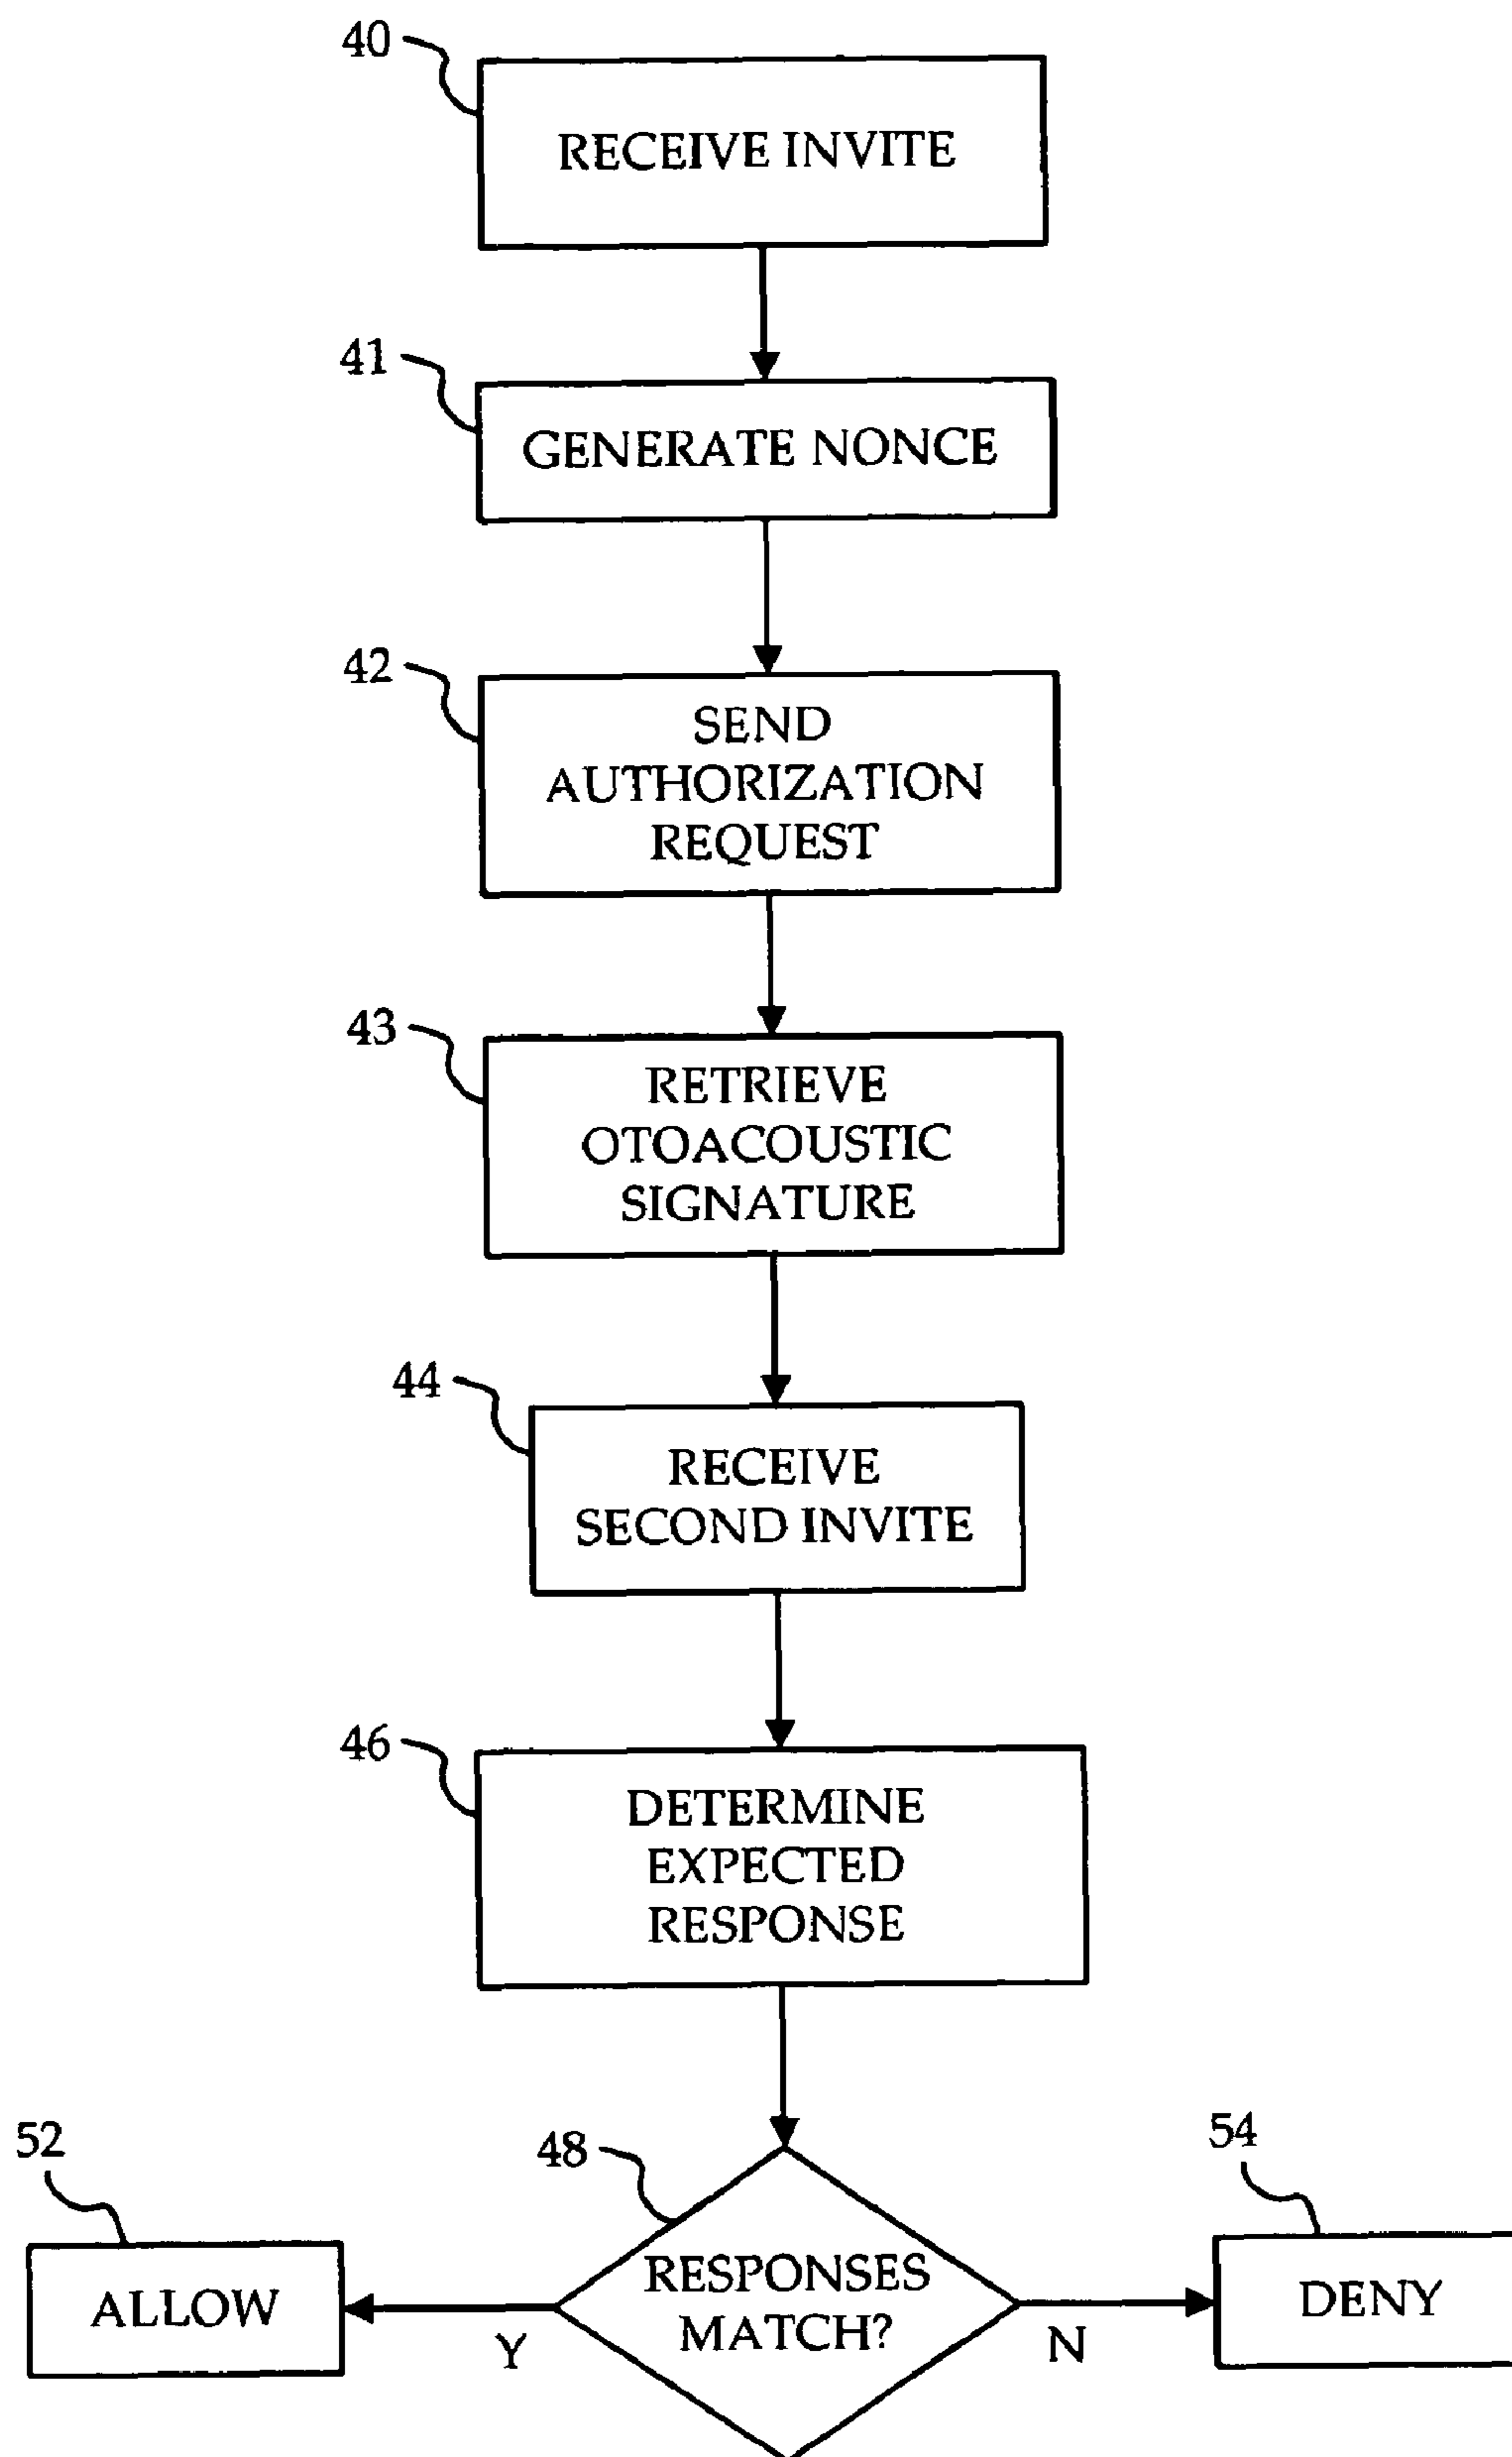 40
RECEIVE INVITE
41
GENERATE NONCE
42
SEND
AUTHORIZATION
REQUEST
43
RETRIEVE
OTOACOUSTIC
SIGNATURE
44
RECEIVE
SECOND INVITE
46
DETERMINE
EXPECTED
RESPONSE
52
48
54
ALLOW
Y
RESPONSES
MATCH?
N
DENY